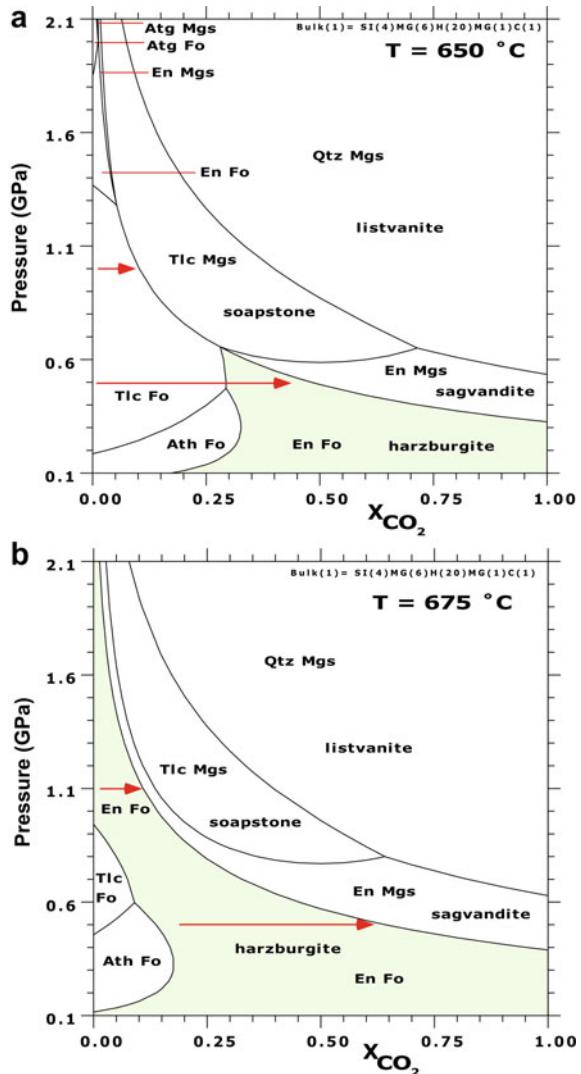 a
2.1
Atg Mgs
Bulk(1)= SI(4)MG(6)H(20)MG(1)C(1)
Atg Fo
T = 650 °C
En Mgs
1.6
Qtz Mgs
En Fo
listvanite
Pressure (GPa)
1.1
Tlc Mgs
soapstone
0.6
En Mgs
sagvandite
Tlc Fo
Ath Fo
En Fo
harzburgite
0.1
0.00
0.25
0.50
0.75
1.00
XCO2
b
2.1
Bulk(1)= SI(4)MG(6)H(20)MG(1)C(1)
T = 675 °C
Qtz Mgs
1.6
listvanite
Pressure (GPa)
Tlc Mgs
1.1
En Fo
soapstone
Tlc
Fo
En Mgs
0.6
sagvandite
harzburgite
Ath Fo
En Fo
0.1
0.00
0.25
0.50
0.75
1.00
XCO2